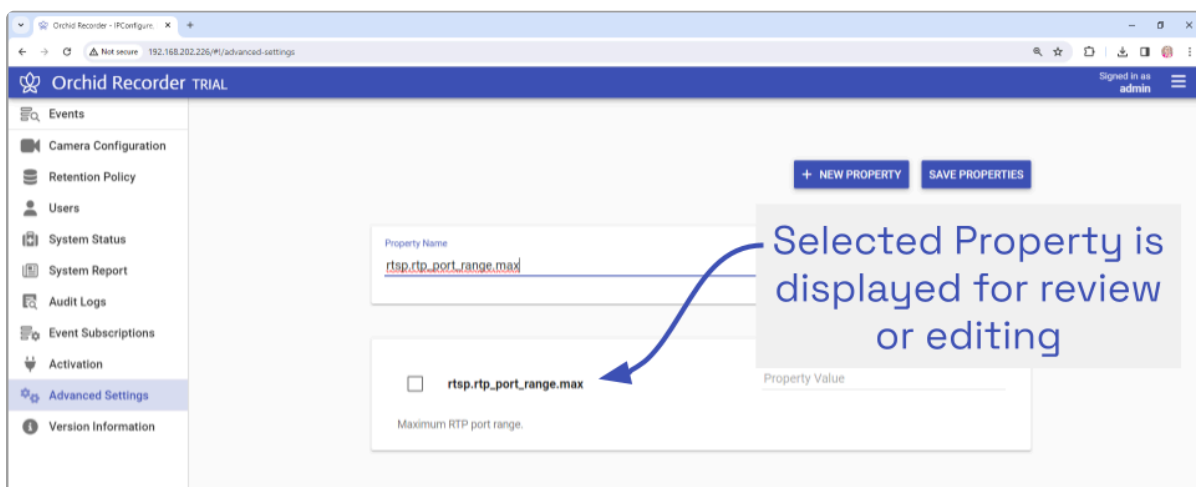 Orchid Recorder - IPConfigure,
Not secure 192.168.202.226/#!/advanced-settings
Orchid Recorder TRIAL
Signed in as
admin
Events
Camera Configuration
Retention Policy
Users
System Status
System Report
Audit Logs
Event Subscriptions
Activation
Advanced Settings
Version Information
+ NEW PROPERTY
SAVE PROPERTIES
Property Name
rtsp.rtp_port_range.max
Selected Property is
displayed for review
or editing
rtsp.rtp_port_range.max
Property Value
Maximum RTP port range.